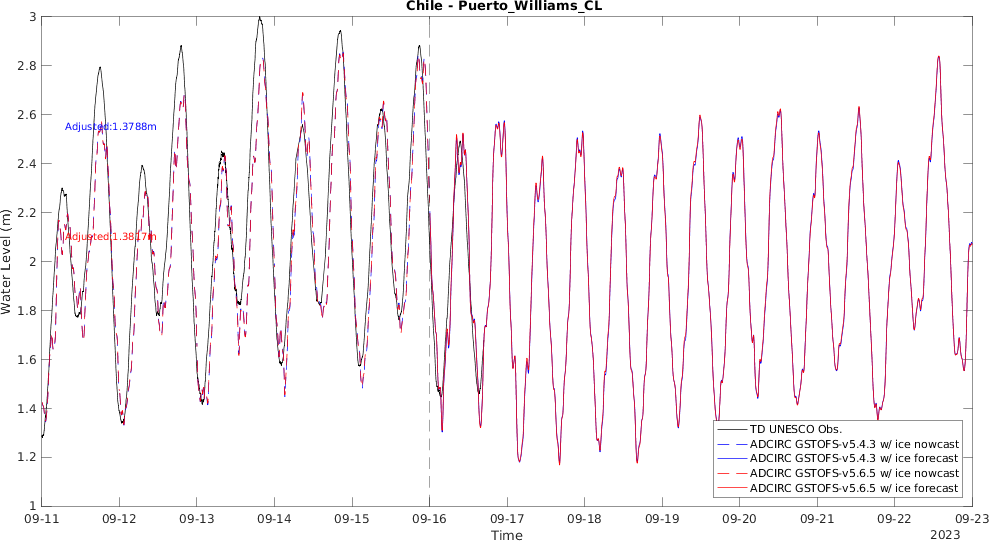 Chile - Puerto_Williams_CL
3
2.8
2.6
2.4
2.2
2
1.8
1.6
1.4
1.2
1
Water Level (m)
Adjusted:1.3788m
Adjusted:1.3817m
TD UNESCO Obs.
ADCIRC GSTOFS-v5.4.3 w/ ice nowcast
ADCIRC GSTOFS-v5.4.3 w/ ice forecast
ADCIRC GSTOFS-v5.6.5 w/ ice nowcast
ADCIRC GSTOFS-v5.6.5 w/ ice forecast
09-11 09-12 09-13 09-14 09-15 09-16 09-17 09-18 09-19 09-20 09-21 09-22 09-23
Time
2023